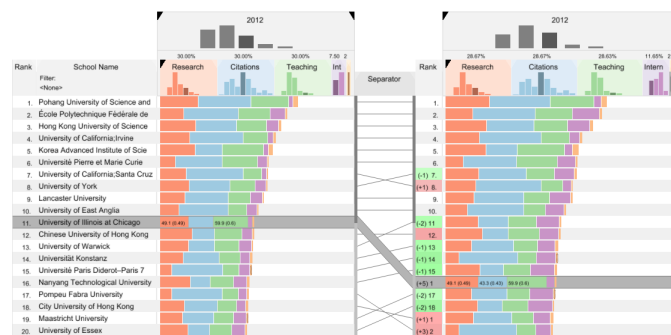 2012
2012
30.00% 30.00% 30.00% 7.50 2
28.67% 28.67% 28.63% 11.65% 2
Rank School Name Research Citations Teaching Int Separator Rank Research Citations Teaching Intern
Filter:
<None>
1. Pohang University of Science and 1.
2. École Polytechnique Fédérale de 2.
3. Hong Kong University of Science 3.
4. University of California;Irvine 4.
5. Korea Advanced Institute of Scie 5.
6. Université Pierre et Marie Curie 6.
7. University of California;Santa Cruz (-1) 7.
8. University of York (+1) 8.
9. Lancaster University 9.
10. University of East Anglia 10.
11. University of Illinois at Chicago 49.1 (0.49) 59.9 (0.6) (-2) 11
12. Chinese University of Hong Kong 12.
13. University of Warwick (-1) 13
14. Universität Konstanz (-1) 14
15. Université Paris Diderot–Paris 7 (-1) 15
16. Nanyang Technological University (+5) 1 49.1 (0.49) 43.5 (0.43) 59.9 (0.6)
17. Pompeu Fabra University (-2) 17
18. City University of Hong Kong (-2) 18
19. Maastricht University (+1) 1
20. University of Essex (+3) 2